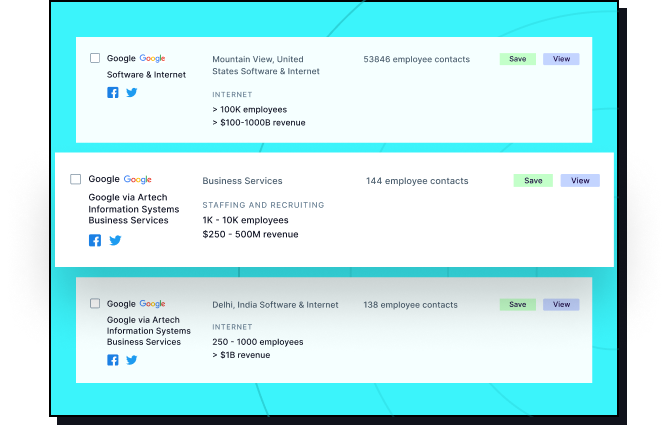 Google Google
Software & Internet
Mountain View, United
States Software & Internet
INTERNET
> 100K employees
> $100-1000B revenue
53846 employee contacts
Save
View
Google Google
Google via Artech
Information Systems
Business Services
Business Services
STAFFING AND RECRUITING
1K - 10K employees
$250 - 500M revenue
144 employee contacts
Save
View
Google Google
Google via Artech
Information Systems
Business Services
Delhi, India Software & Internet
INTERNET
250 - 1000 employees
> $1B revenue
138 employee contacts
Save
View